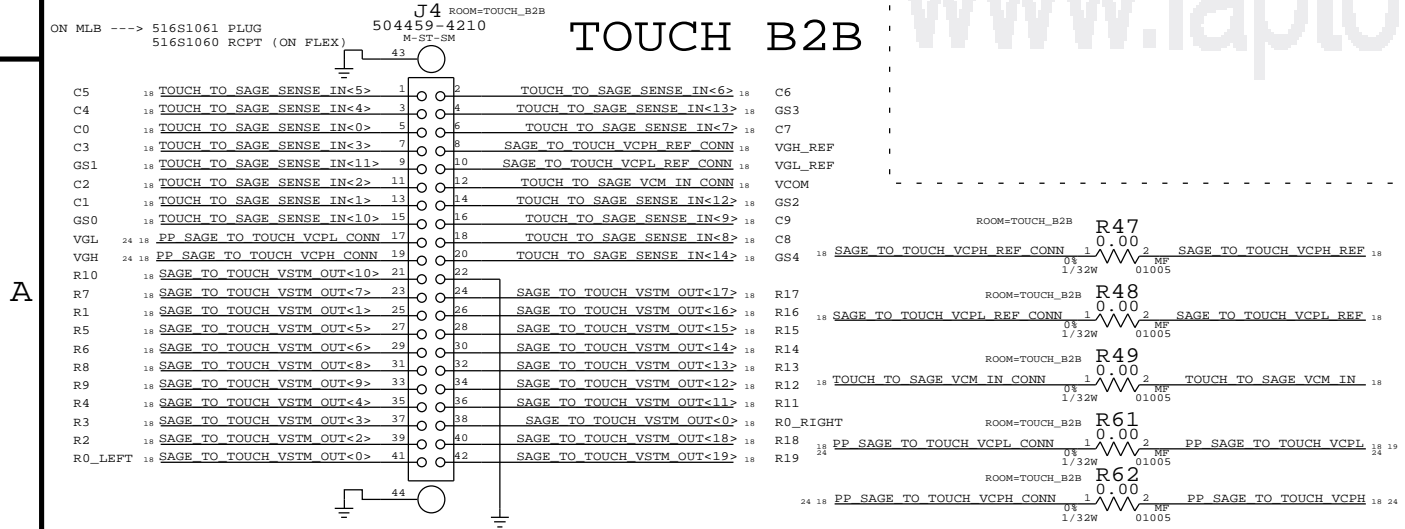 J4 ROOM=TOUCH_B2B
ON MLB ---> 516S1061 PLUG 504459-4210
516S1060 RCPT (ON FLEX) M-ST-SM
TOUCH B2B
www.lapto
43
C5 18 TOUCH_TO_SAGE_SENSE_IN<5> 1 2 TOUCH_TO_SAGE_SENSE_IN<6> 18 C6
C4 18 TOUCH_TO_SAGE_SENSE_IN<4> 3 4 TOUCH_TO_SAGE_SENSE_IN<13> 18 GS3
C0 18 TOUCH_TO_SAGE_SENSE_IN<0> 5 6 TOUCH_TO_SAGE_SENSE_IN<7> 18 C7
C3 18 TOUCH_TO_SAGE_SENSE_IN<3> 7 8 SAGE_TO_TOUCH_VCPH_REF_CONN 18 VGH_REF
GS1 18 TOUCH_TO_SAGE_SENSE_IN<11> 9 10 SAGE_TO_TOUCH_VCPL_REF_CONN 18 VGL_REF
C2 18 TOUCH_TO_SAGE_SENSE_IN<2> 11 12 TOUCH_TO_SAGE_VCM_IN_CONN 18 VCOM
C1 18 TOUCH_TO_SAGE_SENSE_IN<1> 13 14 TOUCH_TO_SAGE_SENSE_IN<12> 18 GS2
GS0 18 TOUCH_TO_SAGE_SENSE_IN<10> 15 16 TOUCH_TO_SAGE_SENSE_IN<9> 18 C9
VGL 24 18 PP_SAGE_TO_TOUCH_VCPL_CONN 17 18 TOUCH_TO_SAGE_SENSE_IN<8> 18 C8
VGH 24 18 PP_SAGE_TO_TOUCH_VCPH_CONN 19 20 TOUCH_TO_SAGE_SENSE_IN<14> 18 GS4
R10 18 SAGE_TO_TOUCH_VSTM_OUT<10> 21 22
R7 18 SAGE_TO_TOUCH_VSTM_OUT<7> 23 24 SAGE_TO_TOUCH_VSTM_OUT<17> 18 R17
R1 18 SAGE_TO_TOUCH_VSTM_OUT<1> 25 26 SAGE_TO_TOUCH_VSTM_OUT<16> 18 R16
R5 18 SAGE_TO_TOUCH_VSTM_OUT<5> 27 28 SAGE_TO_TOUCH_VSTM_OUT<15> 18 R15
R6 18 SAGE_TO_TOUCH_VSTM_OUT<6> 29 30 SAGE_TO_TOUCH_VSTM_OUT<14> 18 R14
R8 18 SAGE_TO_TOUCH_VSTM_OUT<8> 31 32 SAGE_TO_TOUCH_VSTM_OUT<13> 18 R13
R9 18 SAGE_TO_TOUCH_VSTM_OUT<9> 33 34 SAGE_TO_TOUCH_VSTM_OUT<12> 18 R12
R4 18 SAGE_TO_TOUCH_VSTM_OUT<4> 35 36 SAGE_TO_TOUCH_VSTM_OUT<11> 18 R11
R3 18 SAGE_TO_TOUCH_VSTM_OUT<3> 37 38 SAGE_TO_TOUCH_VSTM_OUT<0> 18 R0_RIGHT
R2 18 SAGE_TO_TOUCH_VSTM_OUT<2> 39 40 SAGE_TO_TOUCH_VSTM_OUT<18> 18 R18
R0_LEFT 18 SAGE_TO_TOUCH_VSTM_OUT<0> 41 42 SAGE_TO_TOUCH_VSTM_OUT<19> 18 R19
44
A
ROOM=TOUCH_B2B R47
0.00
18 SAGE_TO_TOUCH_VCPH_REF_CONN 1 2 SAGE_TO_TOUCH_VCPH_REF 18
0% MF
1/32W 01005
ROOM=TOUCH_B2B R48
0.00
18 SAGE_TO_TOUCH_VCPL_REF_CONN 1 2 SAGE_TO_TOUCH_VCPL_REF 18
0% MF
1/32W 01005
ROOM=TOUCH_B2B R49
0.00
18 TOUCH_TO_SAGE_VCM_IN_CONN 1 2 TOUCH_TO_SAGE_VCM_IN 18
0% MF
1/32W 01005
ROOM=TOUCH_B2B R61
0.00
18 24 PP_SAGE_TO_TOUCH_VCPL_CONN 1 2 PP_SAGE_TO_TOUCH_VCPL 18 19 24
0% MF
1/32W 01005
ROOM=TOUCH_B2B R62
0.00
24 18 PP_SAGE_TO_TOUCH_VCPH_CONN 1 2 PP_SAGE_TO_TOUCH_VCPH 18 24
0% MF
1/32W 01005